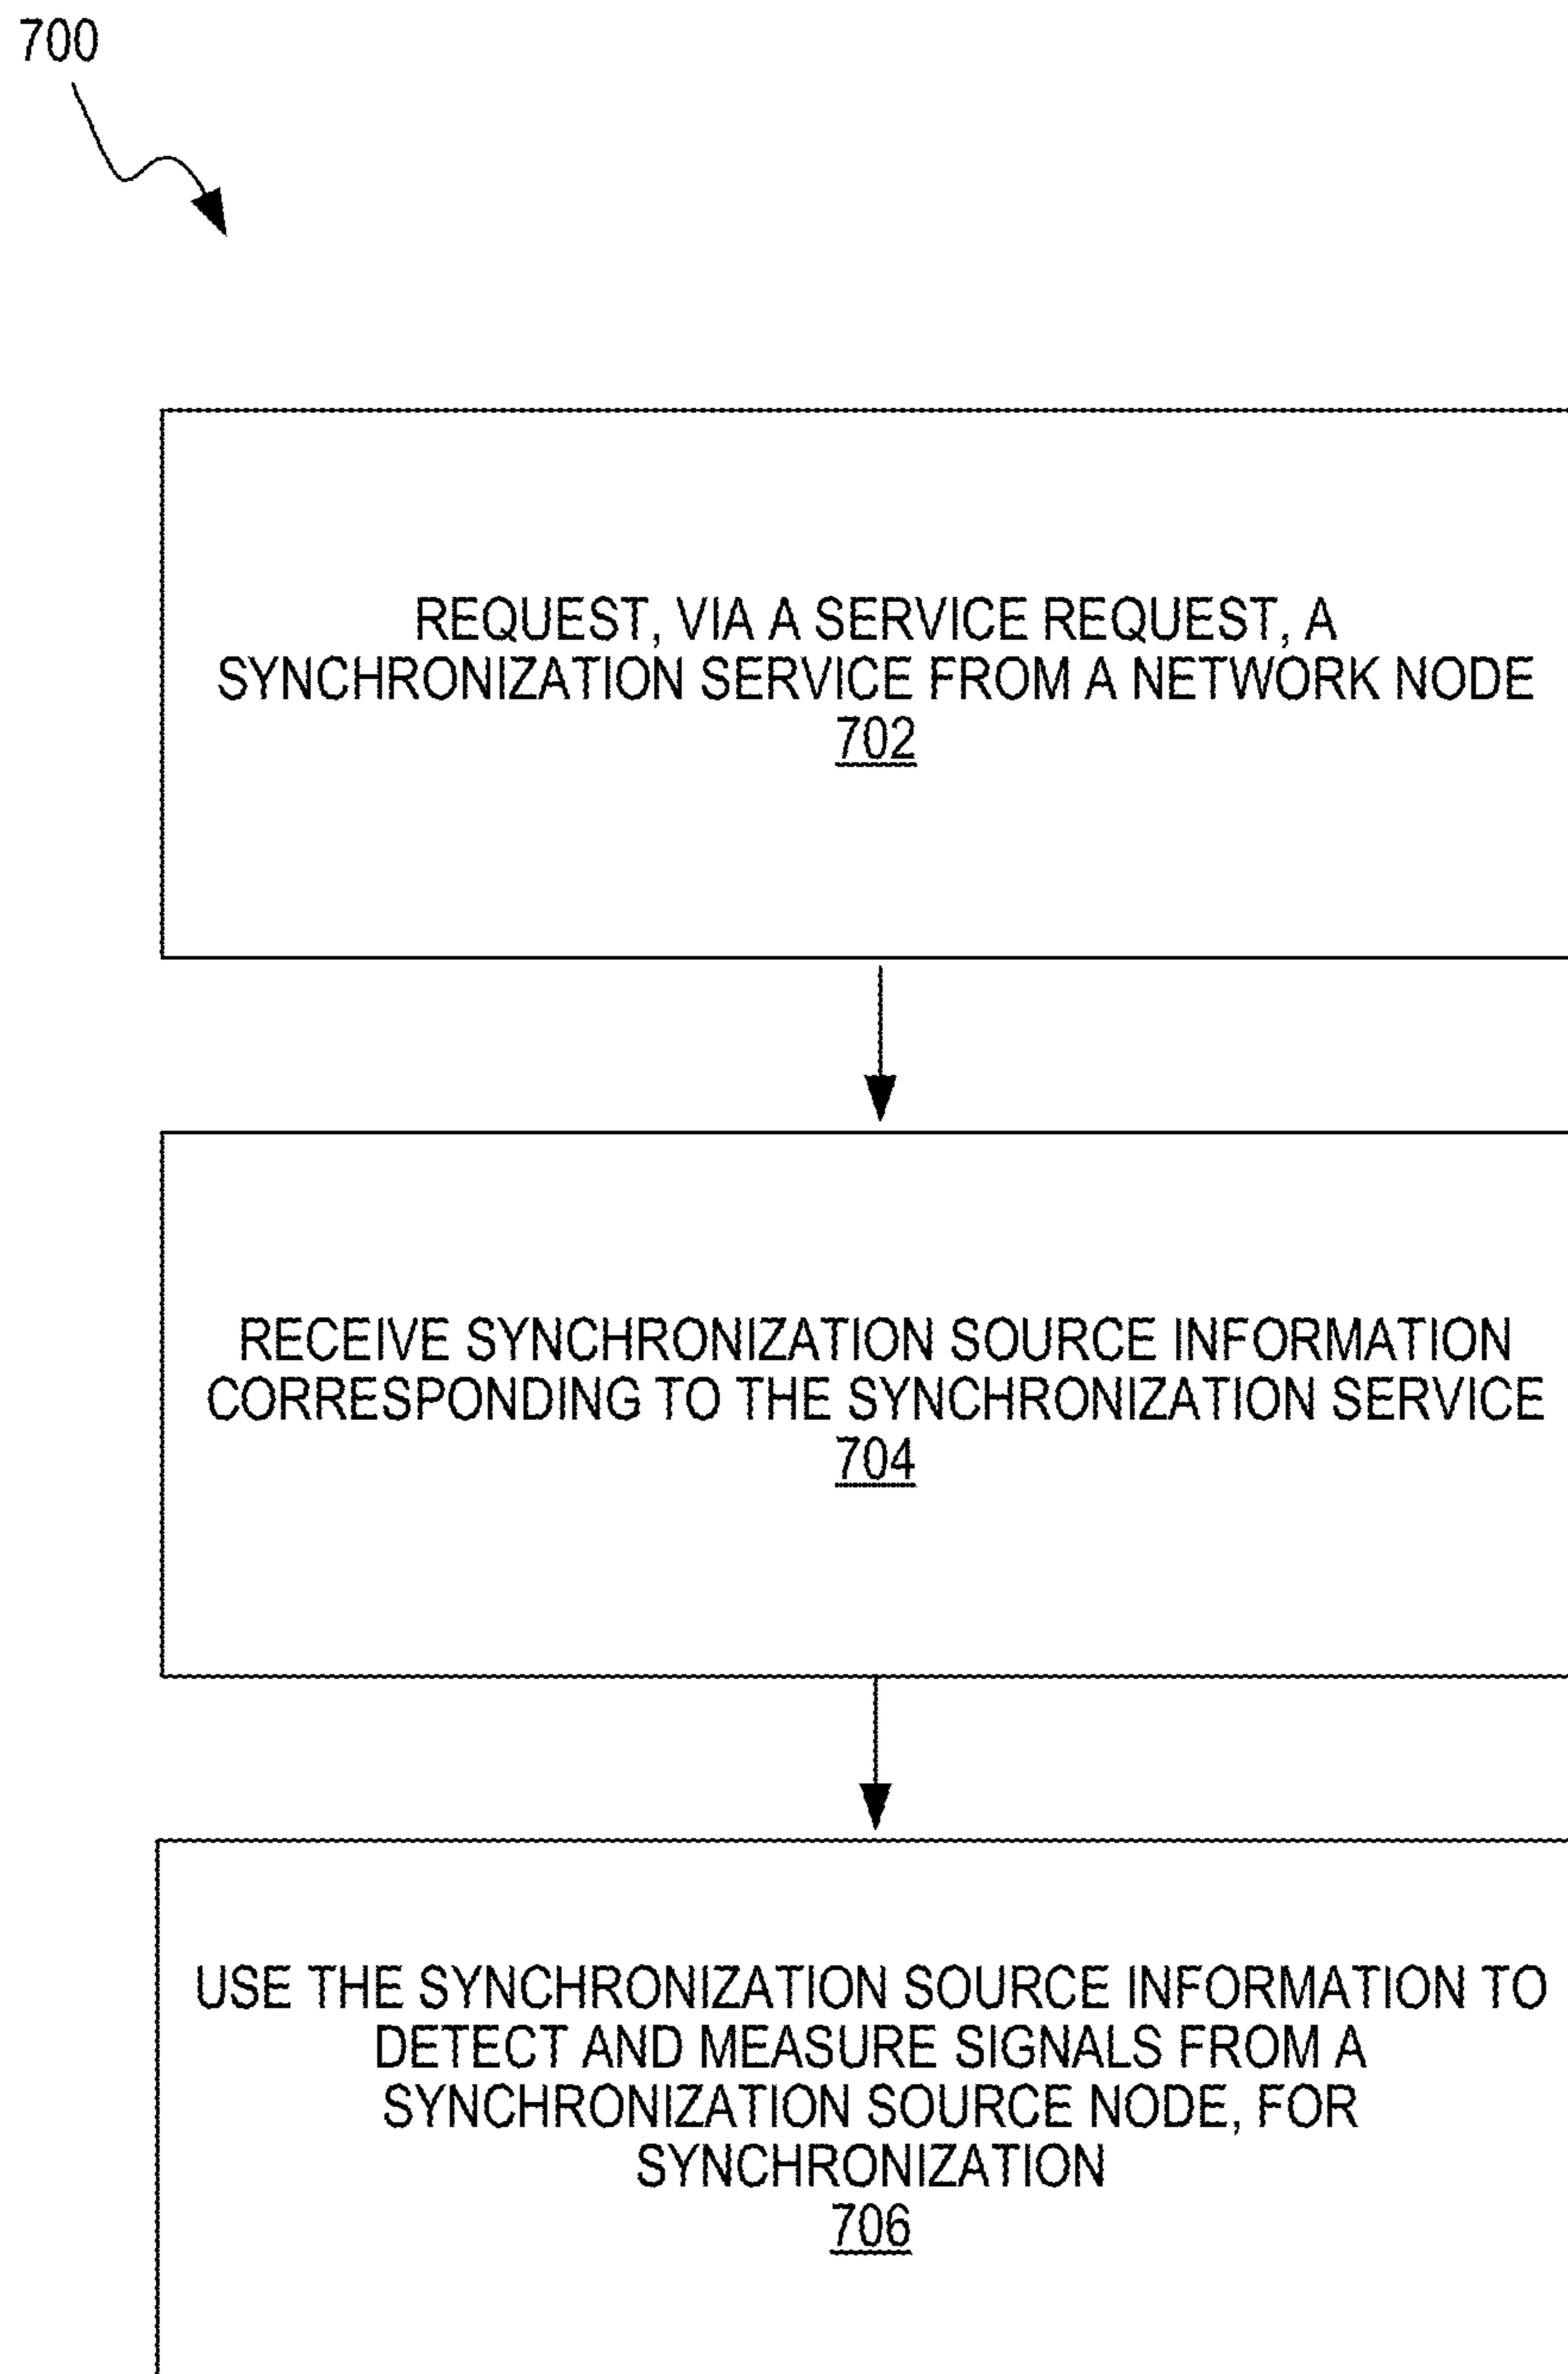 700
REQUEST, VIA A SERVICE REQUEST, A
SYNCHRONIZATION SERVICE FROM A NETWORK NODE
702
RECEIVE SYNCHRONIZATION SOURCE INFORMATION
CORRESPONDING TO THE SYNCHRONIZATION SERVICE
704
USE THE SYNCHRONIZATION SOURCE INFORMATION TO
DETECT AND MEASURE SIGNALS FROM A
SYNCHRONIZATION SOURCE NODE, FOR
SYNCHRONIZATION
706